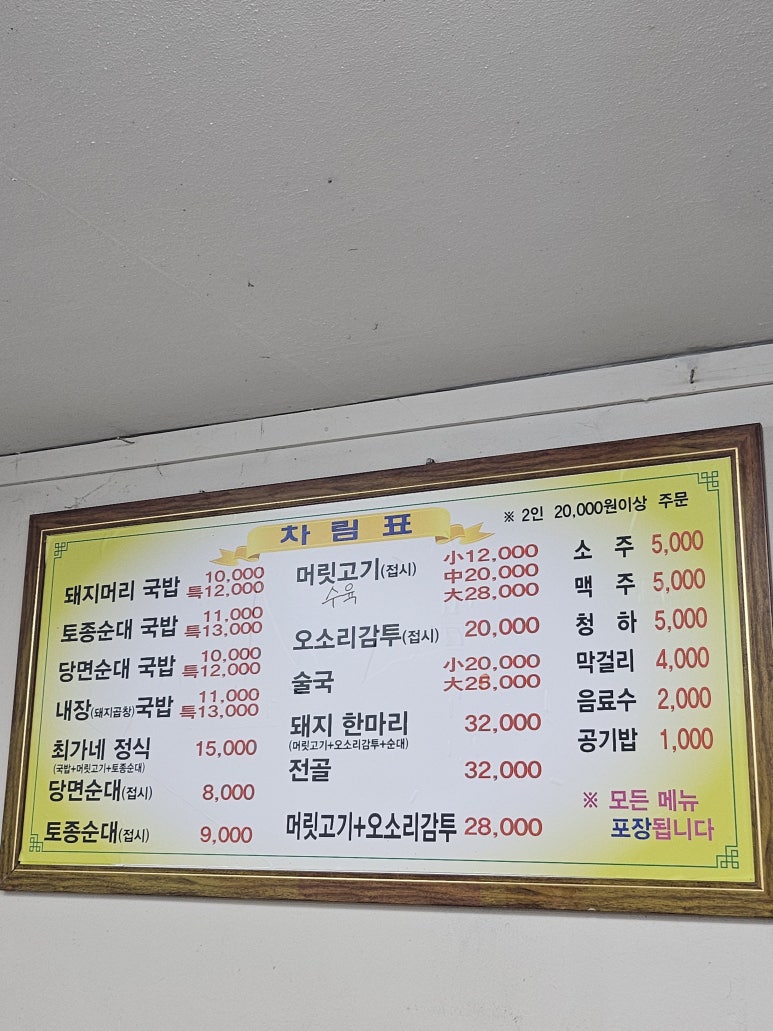 차림표
※ 2인 20,000원이상 주문
돼지머리 국밥 10,000
특12,000
토종순대 국밥 11,000
특13,000
당면순대 국밥 10,000
특12,000
내장(돼지곱창)국밥 11,000
특13,000
최가네 정식 15,000
(국밥+머릿고기+토종순대)
당면순대(접시) 8,000
토종순대(접시) 9,000
머릿고기(접시) 小12,000
수육 中20,000
大28,000
오소리감투(접시) 20,000
술국 小20,000
大28,000
돼지 한마리 32,000
(머릿고기+오소리감투+순대)
전골 32,000
머릿고기+오소리감투 28,000
소 주 5,000
맥 주 5,000
청 하 5,000
막걸리 4,000
음료수 2,000
공기밥 1,000
※ 모든 메뉴
포장됩니다